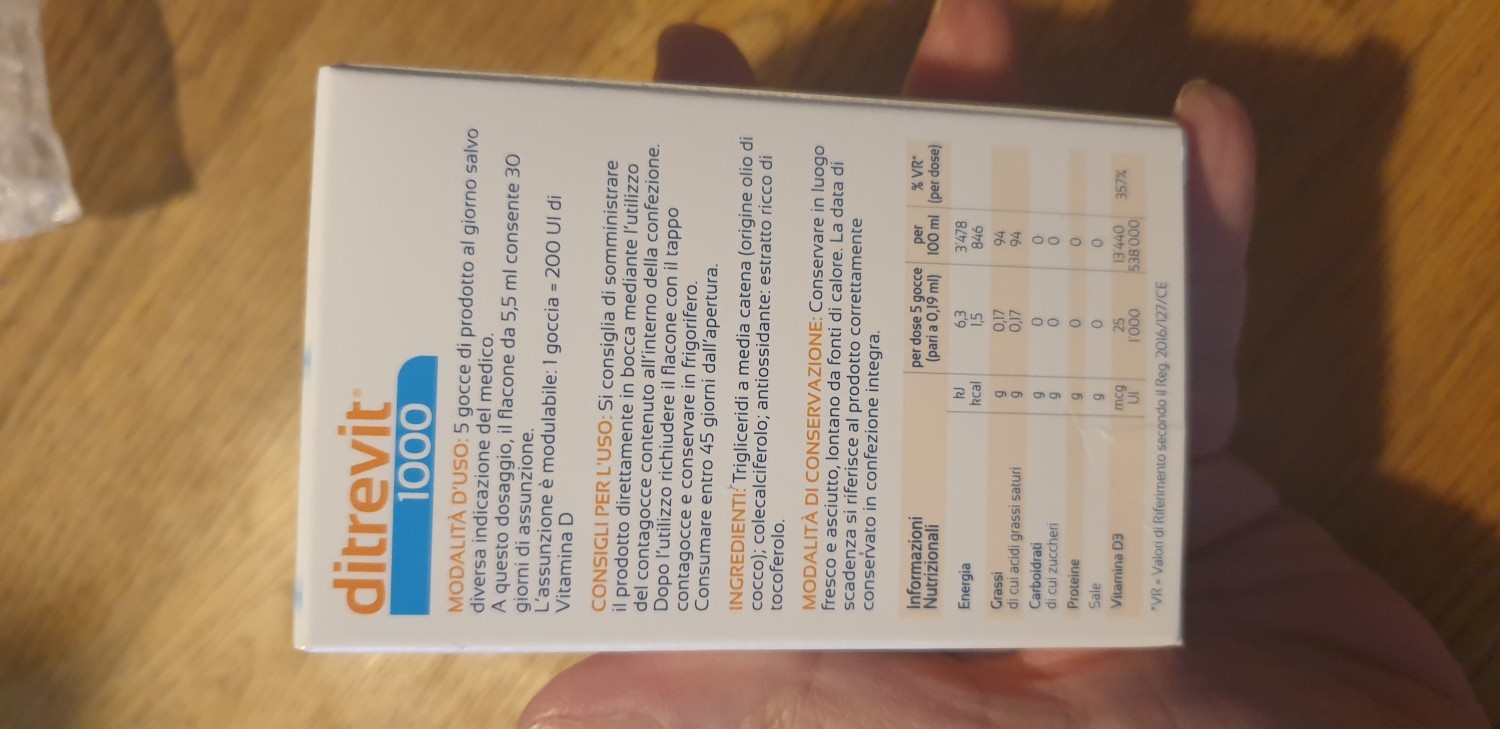 ditrevit®
1000
MODALITÀ D'USO: 5 gocce di prodotto al giorno salvo
diversa indicazione del medico.
A questo dosaggio, il flacone da 5,5 ml consente 30
giorni di assunzione.
L'assunzione è modulabile: 1 goccia = 200 UI di
Vitamina D
CONSIGLI PER L'USO: Si consiglia di somministrare
il prodotto direttamente in bocca mediante l'utilizzo
del contagocce contenuto all'interno della confezione.
Dopo l'utilizzo richiudere il flacone con il tappo
contagocce e conservare in frigorifero.
Consumare entro 45 giorni dall'apertura.
INGREDIENTI: Trigliceridi a media catena (origine olio di
cocco); colecalciferolo; antiossidante: estratto ricco di
tocoferolo.
MODALITÀ DI CONSERVAZIONE: Conservare in luogo
fresco e asciutto, lontano da fonti di calore. La data di
scadenza si riferisce al prodotto correttamente
conservato in confezione integra.
Informazioni per dose 5 gocce per % VR*
Nutrizionali (pari a 0,19 ml) 100 ml (per dose)
Energia kJ 6,3 3'478
kcal 1,5 846
Grassi g 0,17 94
di cui acidi grassi saturi g 0,17 94
Carboidrati g 0 0
di cui zuccheri g 0 0
Proteine g 0 0
Sale g 0 0
Vitamina D3 mcg 25 13'440 357%
UI 1'000 538'000
*VR = Valori di Riferimento secondo il Reg. 2016/127/CE